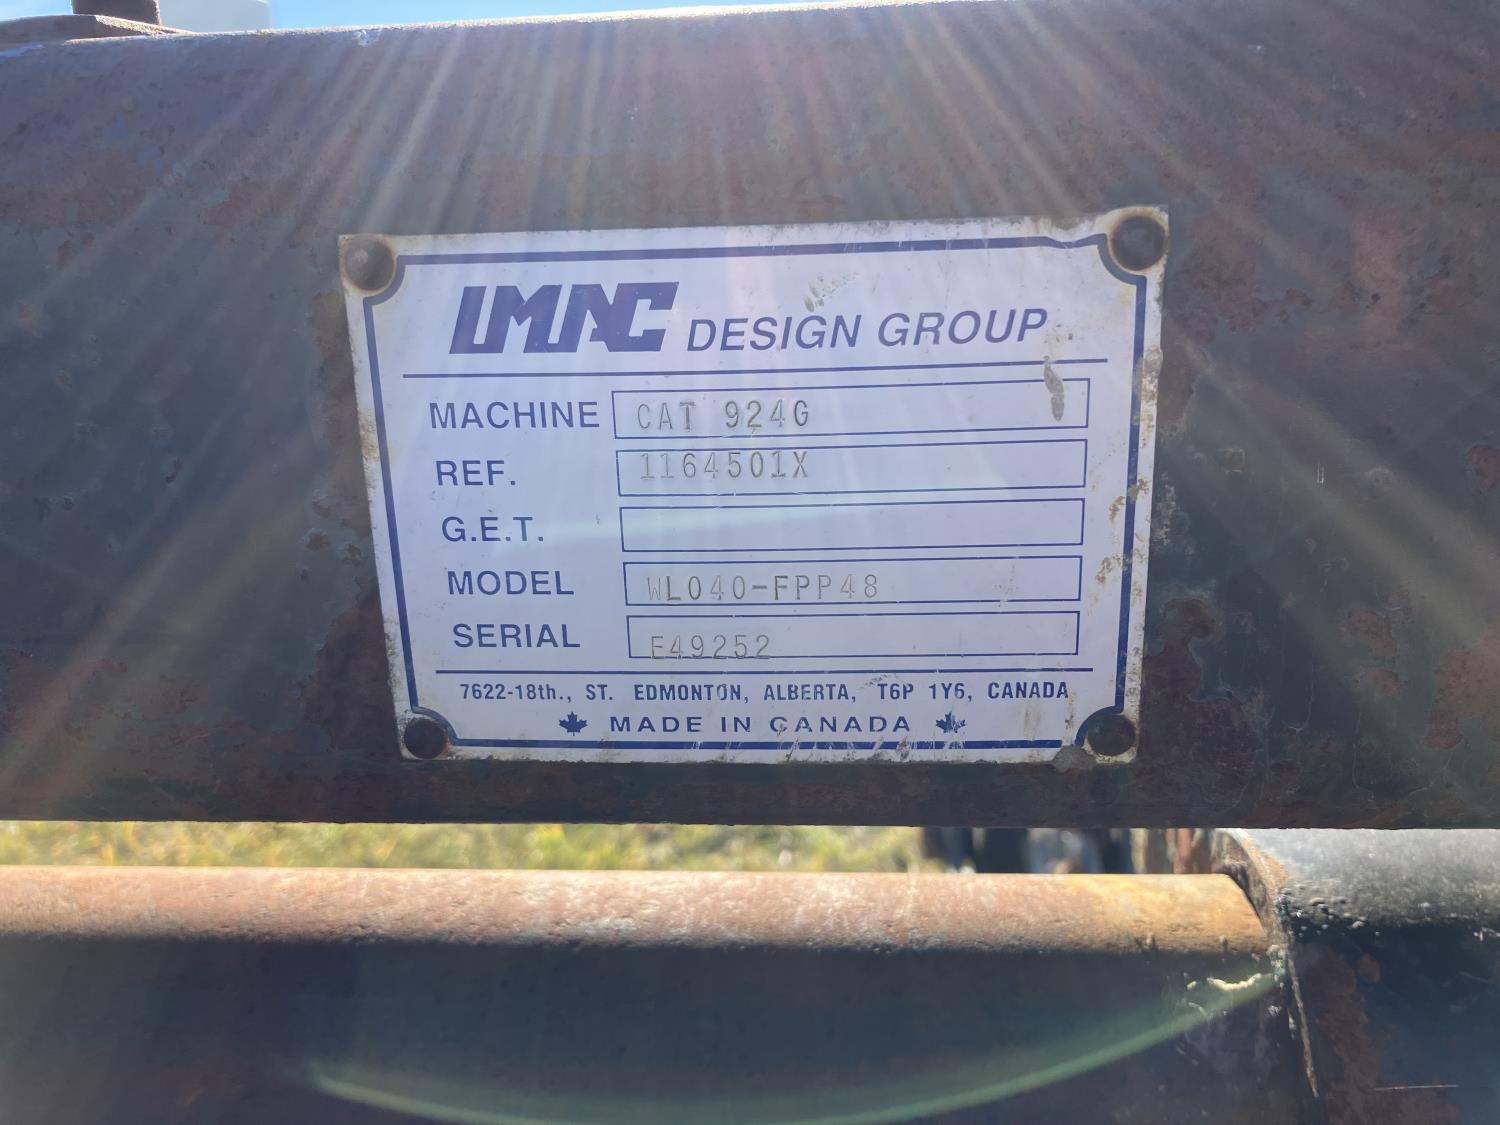 IMAC DESIGN GROUP
MACHINE CAT 924G
REF. 1164501X
G.E.T.
MODEL WL040-FPP48
SERIAL E49252
7622-18th., ST. EDMONTON, ALBERTA, T6P 1Y6, CANADA
MADE IN CANADA